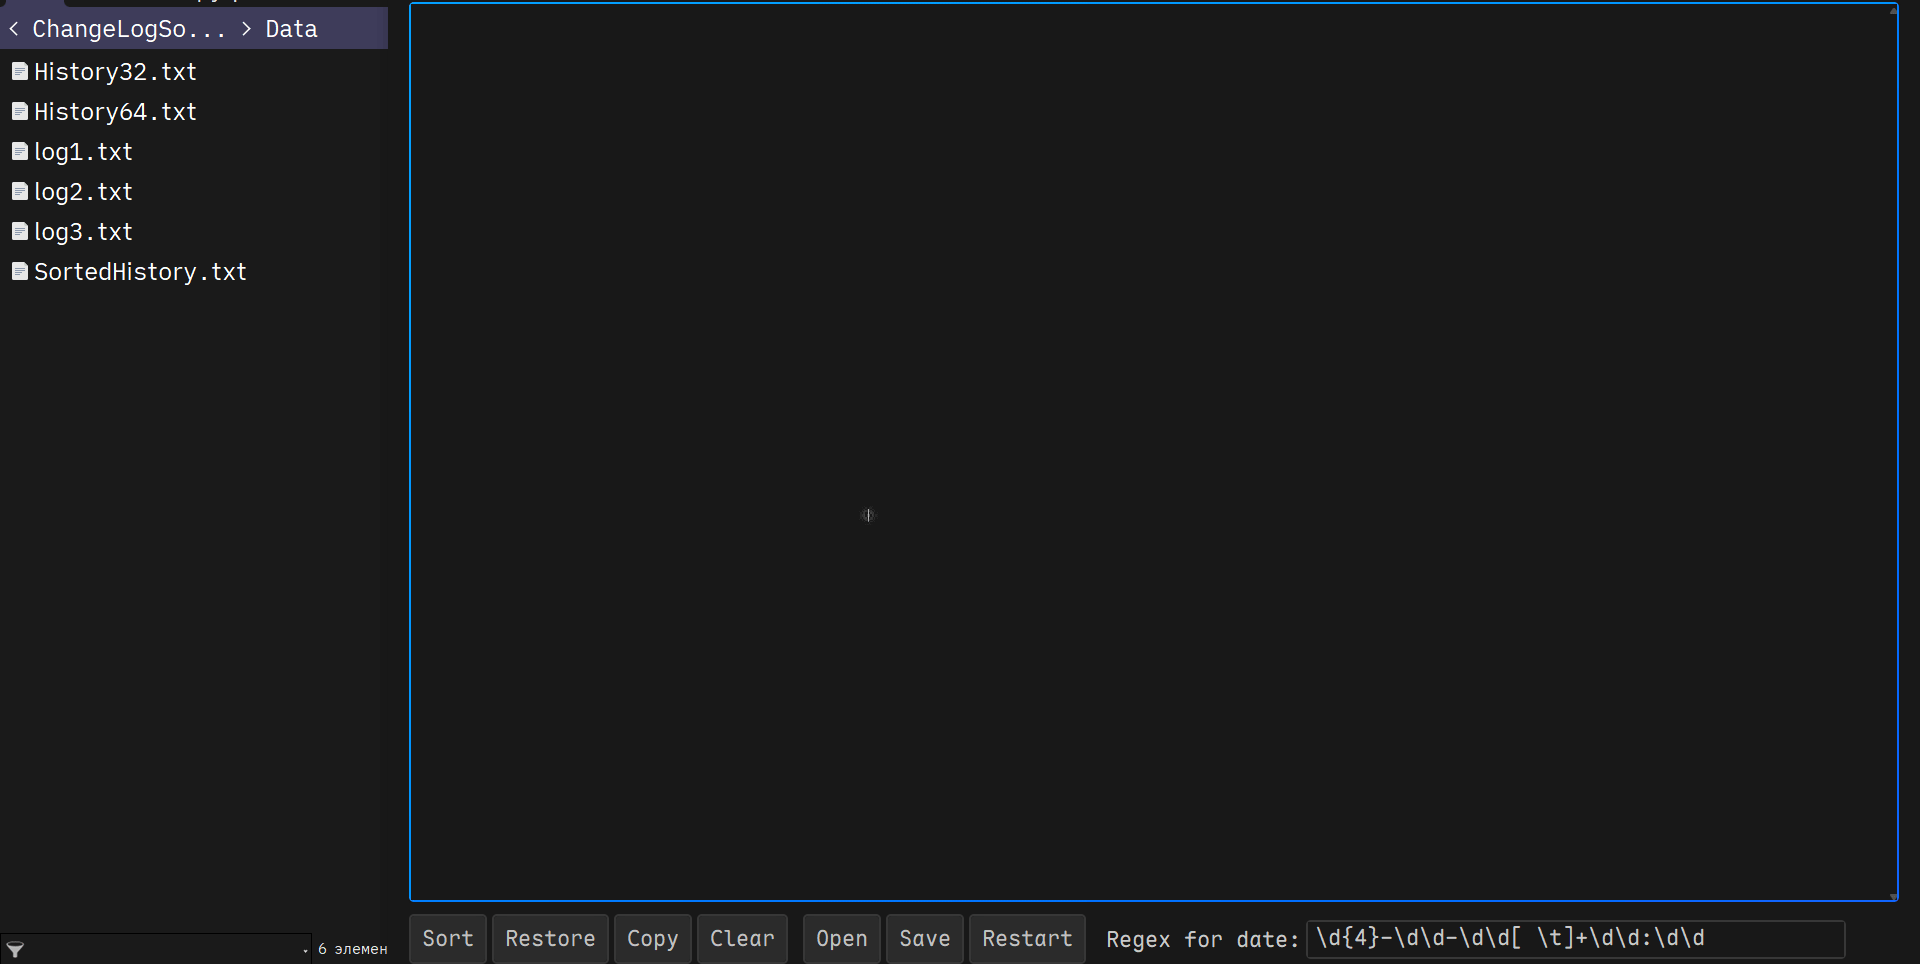 < ChangeLogSo... > Data
History32.txt
History64.txt
log1.txt
log2.txt
log3.txt
SortedHistory.txt
6 элемен
Sort Restore Copy Clear Open Save Restart Regex for date: \d{4}-\d\d-\d\d[ \t]+\d\d:\d\d